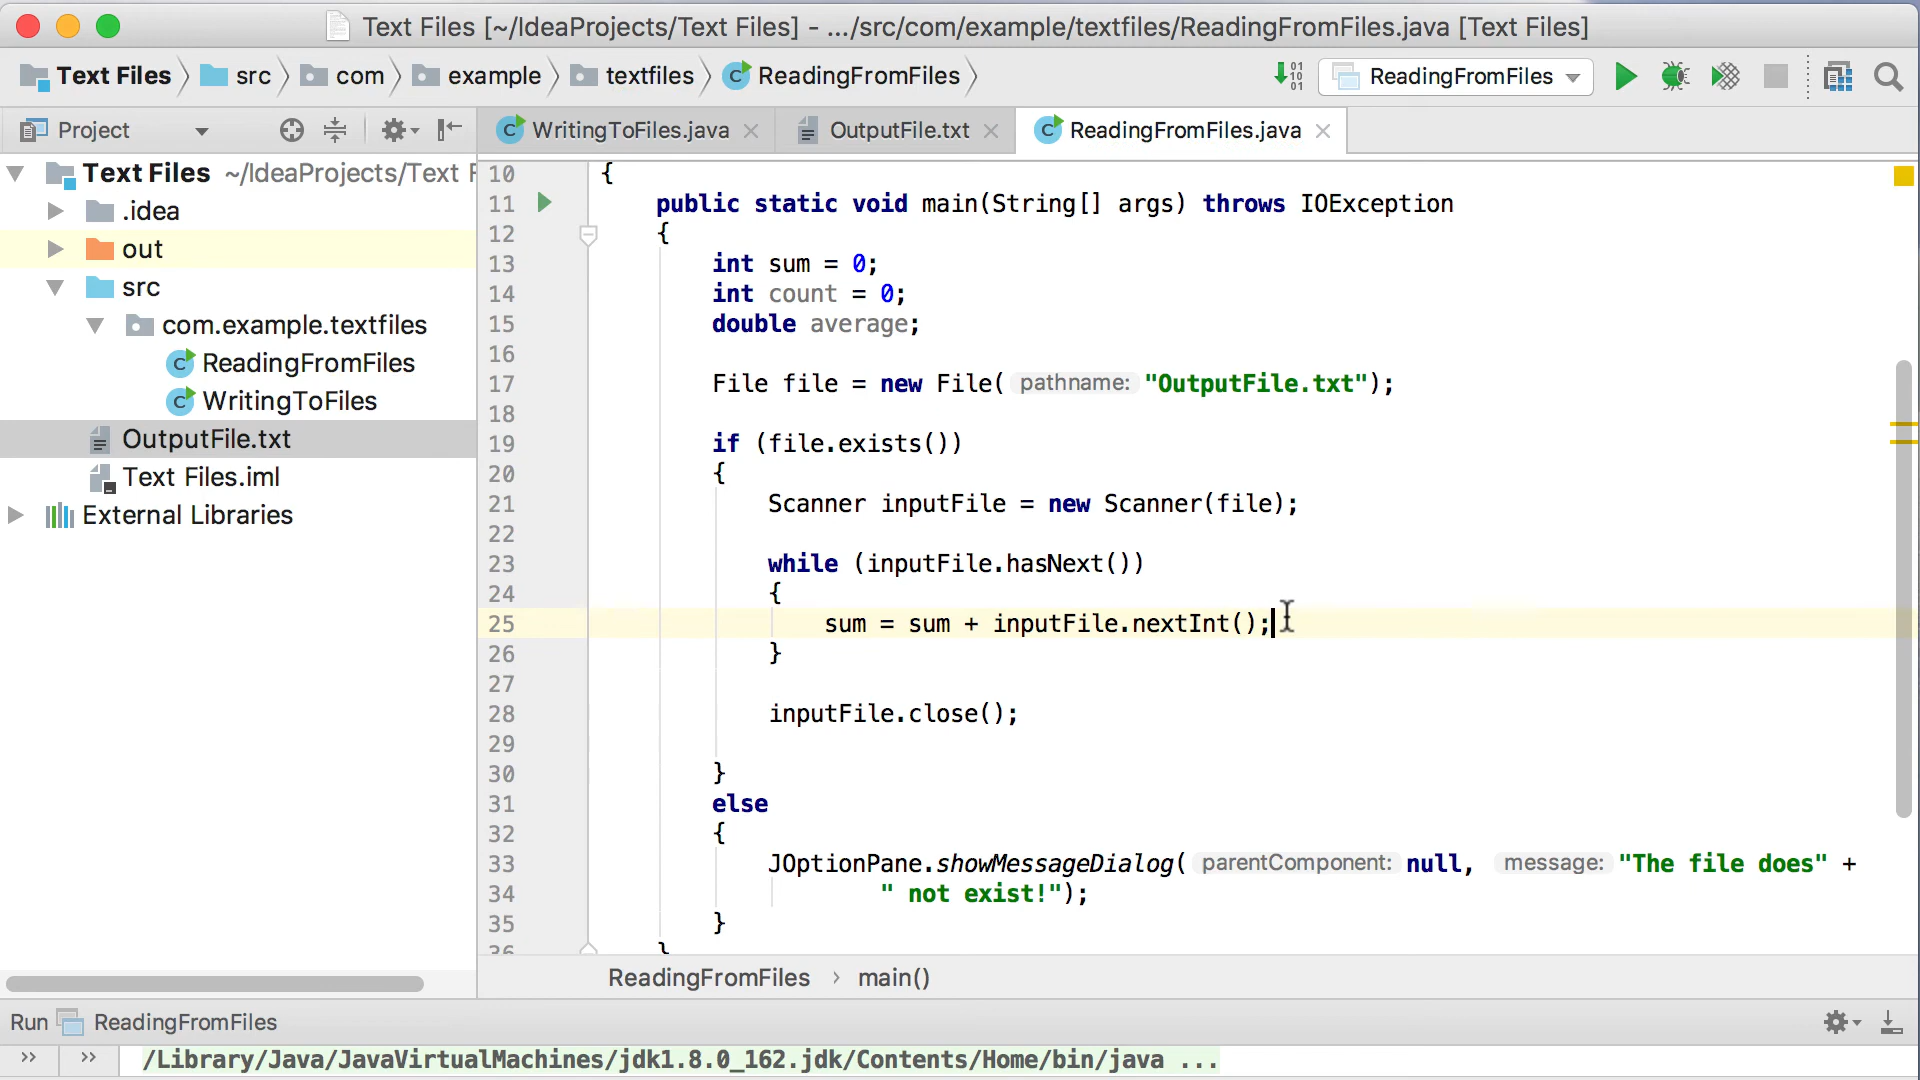 Text Files [~/IdeaProjects/Text Files] - .../src/com/example/textfiles/ReadingFromFiles.java [Text Files]
Text Files src com example textfiles ReadingFromFiles ReadingFromFiles
Project
WritingToFiles.java OutputFile.txt ReadingFromFiles.java
Text Files ~/IdeaProjects/Text F
.idea
out
src
com.example.textfiles
ReadingFromFiles
WritingToFiles
OutputFile.txt
Text Files.iml
External Libraries
10 {
11 public static void main(String[] args) throws IOException
12 {
13 int sum = 0;
14 int count = 0;
15 double average;
16
17 File file = new File( pathname: "OutputFile.txt");
18
19 if (file.exists())
20 {
21 Scanner inputFile = new Scanner(file);
22
23 while (inputFile.hasNext())
24 {
25 sum = sum + inputFile.nextInt();
26 }
27
28 inputFile.close();
29
30 }
31 else
32 {
33 JOptionPane.showMessageDialog( parentComponent: null, message: "The file does" +
34 " not exist!");
35 }
36 }
ReadingFromFiles › main()
Run ReadingFromFiles
>> >> /Library/Java/JavaVirtualMachines/jdk1.8.0_162.jdk/Contents/Home/bin/java ...